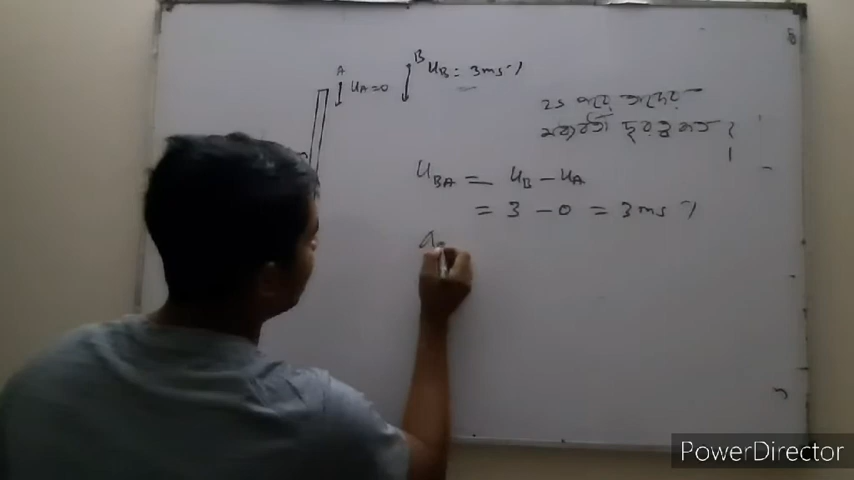 A
B
uA=0
uB = 3ms-1
2s পরে তাদের
মধ্যবর্তী দূরত্ব কত ?
uBA = uB - uA
= 3 - 0 = 3ms-1
a
PowerDirector